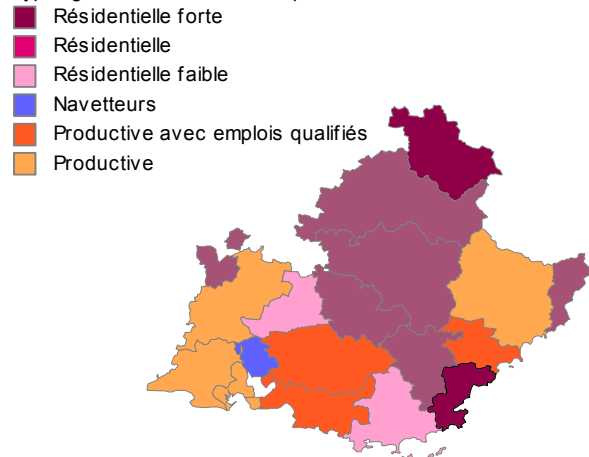 Résidentielle forte
Résidentielle
Résidentielle faible
Navetteurs
Productive avec emplois qualifiés
Productive